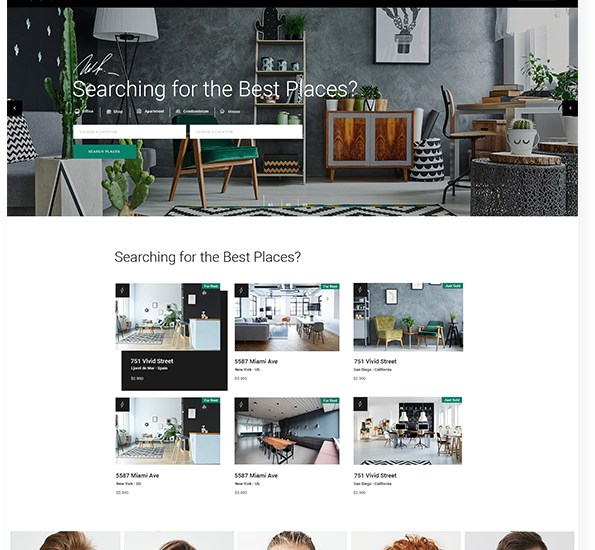 Searching for the Best Places?
Office
Shop
Apartment
Condominium
House
CHOOSE A LOCATION
CHOOSE A LOCATION
SEARCH PLACES
Searching for the Best Places?
For Rent
For Rent
Just Sold
751 Vivid Street
Ljoret de Mar - Spain
$2.990
5587 Miami Ave
New York - US
$5.990
751 Vivid Street
San Diego - California
$2.990
For Rent
For Rent
Just Sold
5587 Miami Ave
New York - US
$5.990
5587 Miami Ave
New York - US
$5.990
751 Vivid Street
San Diego - California
$2.990